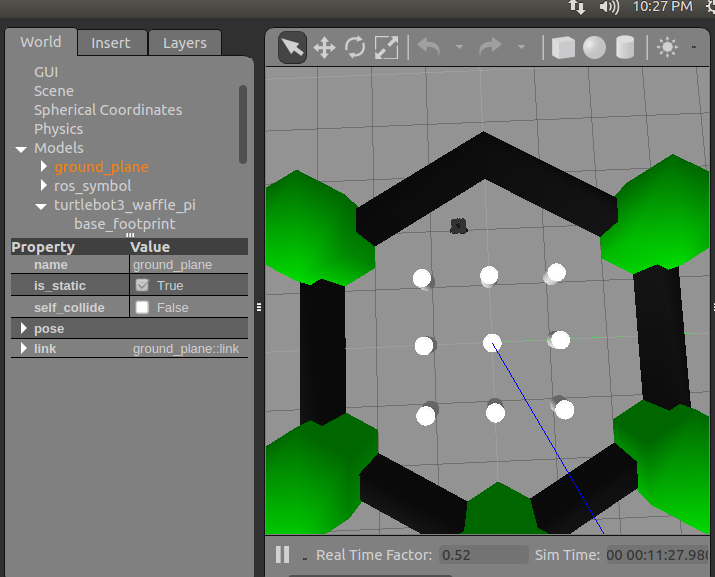 10:27 PM
World Insert Layers
GUI
Scene
Spherical Coordinates
Physics
Models
ground_plane
ros_symbol
turtlebot3_waffle_pi
base_footprint
Property Value
name ground_plane
is_static True
self_collide False
pose
link ground_plane::link
Real Time Factor: 0.52 Sim Time: 00 00:11:27.980